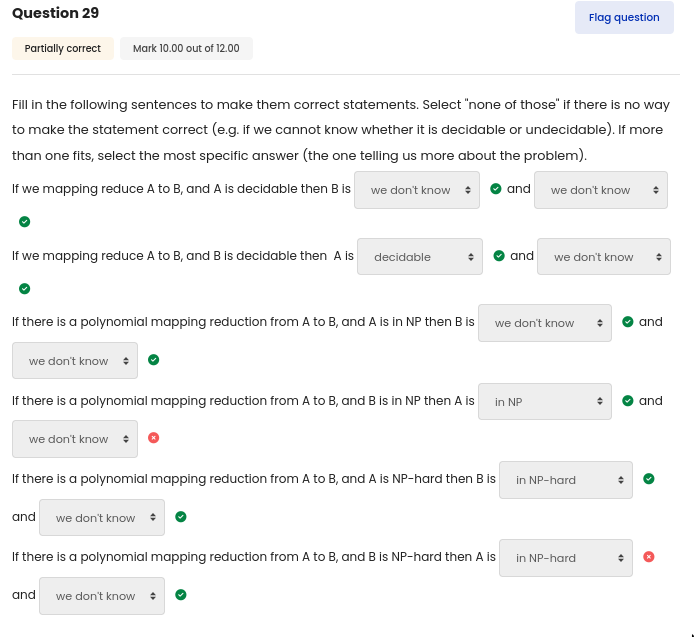 Question 29
Flag question
Partially correct
Mark 10.00 out of 12.00
Fill in the following sentences to make them correct statements. Select "none of those" if there is no way
to make the statement correct (e.g. if we cannot know whether it is decidable or undecidable). If more
than one fits, select the most specific answer (the one telling us more about the problem).
If we mapping reduce A to B, and A is decidable then B is we don't know and we don't know
If we mapping reduce A to B, and B is decidable then A is decidable and we don't know
If there is a polynomial mapping reduction from A to B, and A is in NP then B is we don't know and
we don't know
If there is a polynomial mapping reduction from A to B, and B is in NP then A is in NP and
we don't know
If there is a polynomial mapping reduction from A to B, and A is NP-hard then B is in NP-hard
and we don't know
If there is a polynomial mapping reduction from A to B, and B is NP-hard then A is in NP-hard
and we don't know